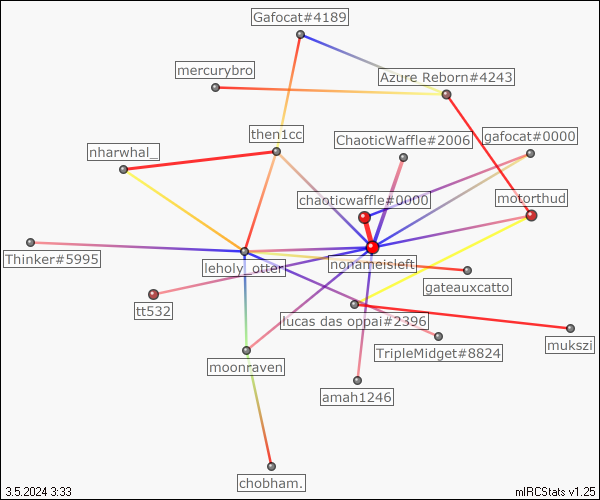 Gafocat#4189
mercurybro
Azure Reborn#4243
then1cc
ChaoticWaffle#2006
gafocat#0000
nharwhal_
chaoticwaffle#0000
motorthud
Thinker#5995
leholy_otter
nonameisleft
gateauxcatto
tt532
lucas das oppai#2396
mukszi
moonraven
TripleMidget#8824
amah1246
chobham.
3.5.2024 3:33
mIRCStats v1.25